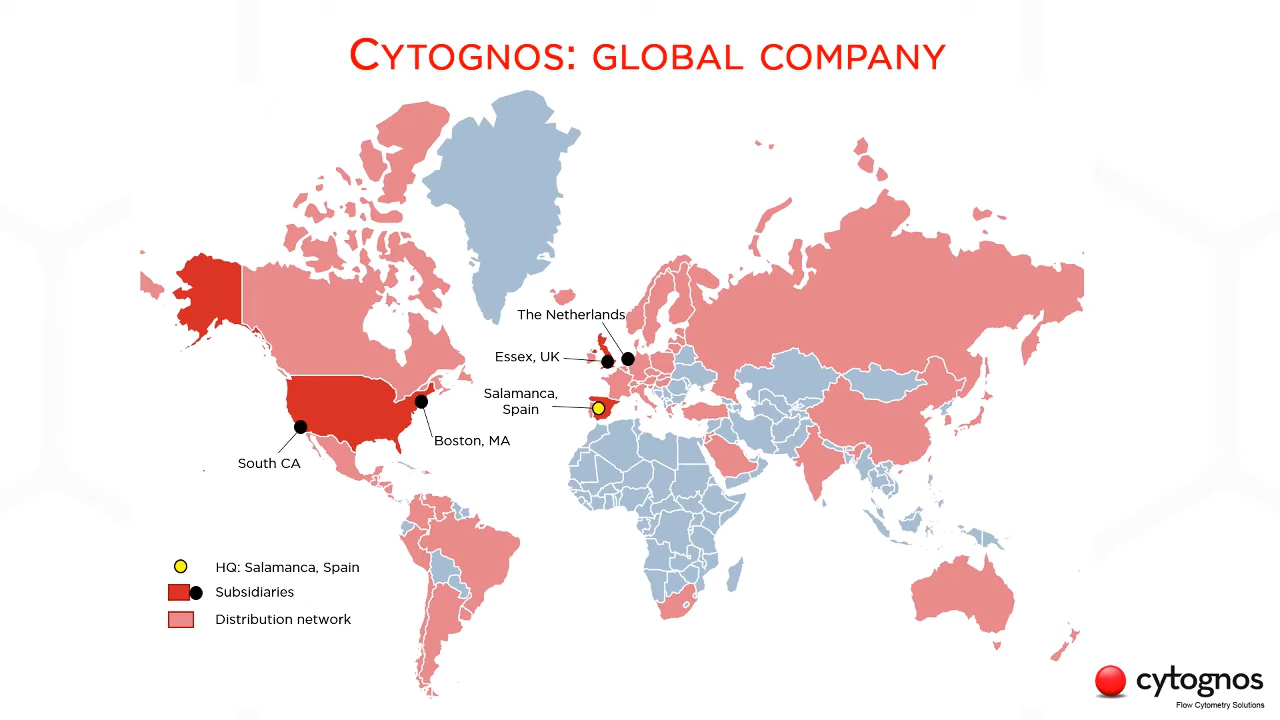 CYTOGNOS: GLOBAL COMPANY
The Netherlands
Essex, UK
Salamanca,
Spain
Boston, MA
South CA
HQ: Salamanca, Spain
Subsidiaries
Distribution network
cytognos
Flow Cytometry Solutions